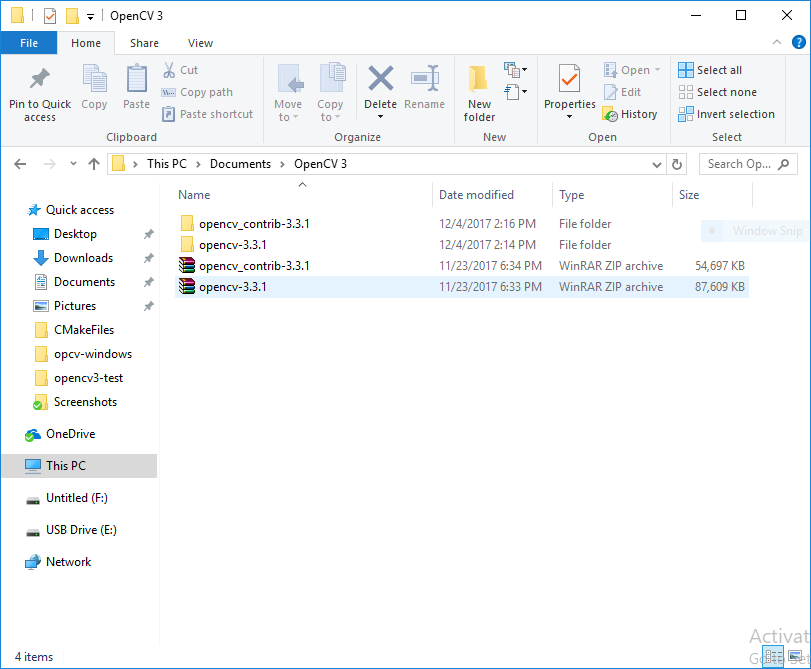 OpenCV 3
File Home Share View
Pin to Quick access
Copy
Paste
Cut
Copy path
Paste shortcut
Clipboard
Move to
Copy to
Delete
Rename
Organize
New folder
New
Properties
Open
Edit
History
Open
Select all
Select none
Invert selection
Select
This PC > Documents > OpenCV 3
Search Op...
Name Date modified Type Size
opencv_contrib-3.3.1 12/4/2017 2:16 PM File folder
opencv-3.3.1 12/4/2017 2:14 PM File folder
opencv_contrib-3.3.1 11/23/2017 6:34 PM WinRAR ZIP archive 54,697 KB
opencv-3.3.1 11/23/2017 6:33 PM WinRAR ZIP archive 87,609 KB
Window Snip
Quick access
Desktop
Downloads
Documents
Pictures
CMakeFiles
opcv-windows
opencv3-test
Screenshots
OneDrive
This PC
Untitled (F:)
USB Drive (E:)
Network
4 items
Activat